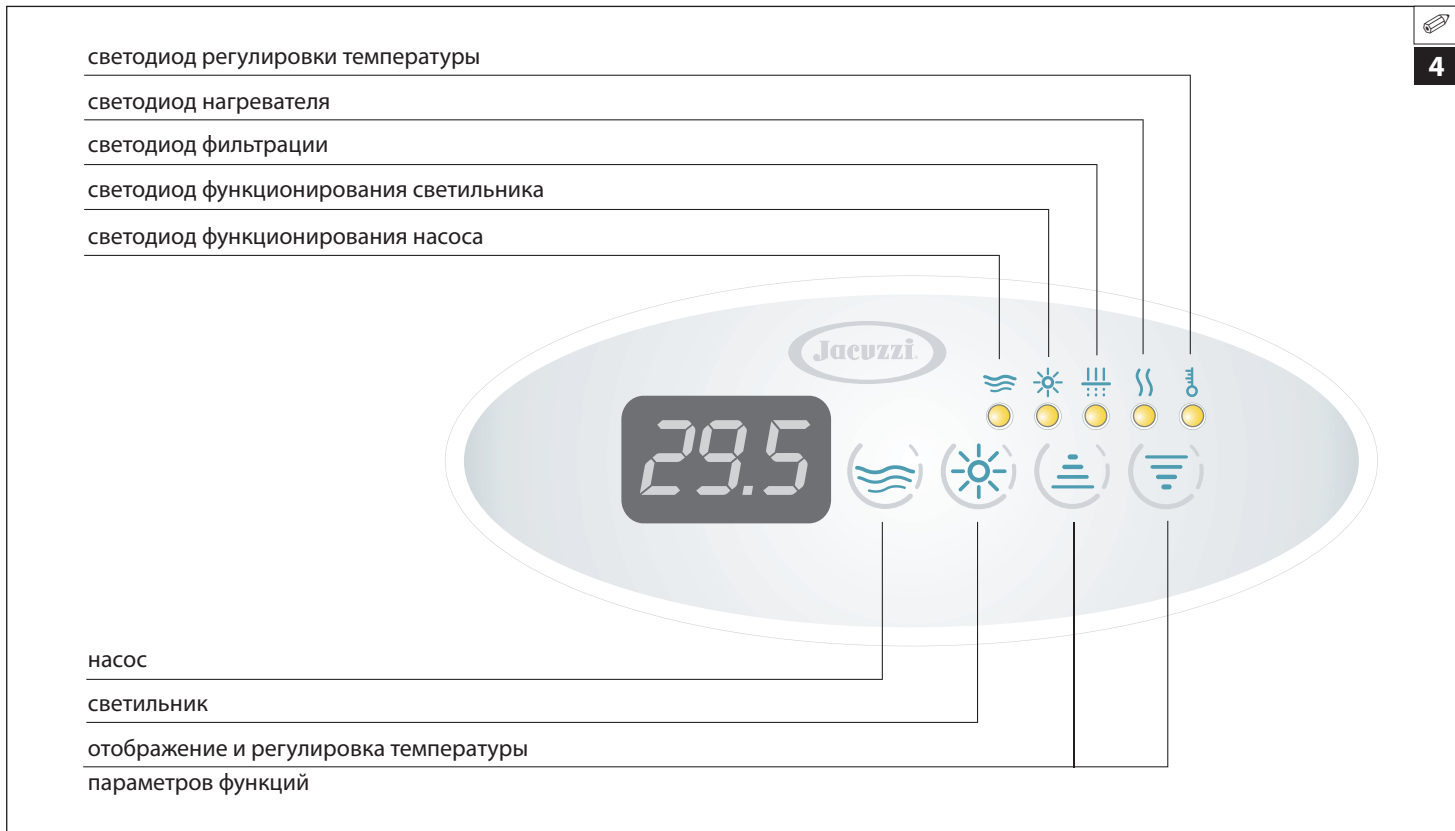 светодиод регулировки температуры
4
светодиод нагревателя
светодиод фильтрации
светодиод функционирования светильника
светодиод функционирования насоса
Jacuzzi
29.5
насос
светильник
отображение и регулировка температуры
параметров функций